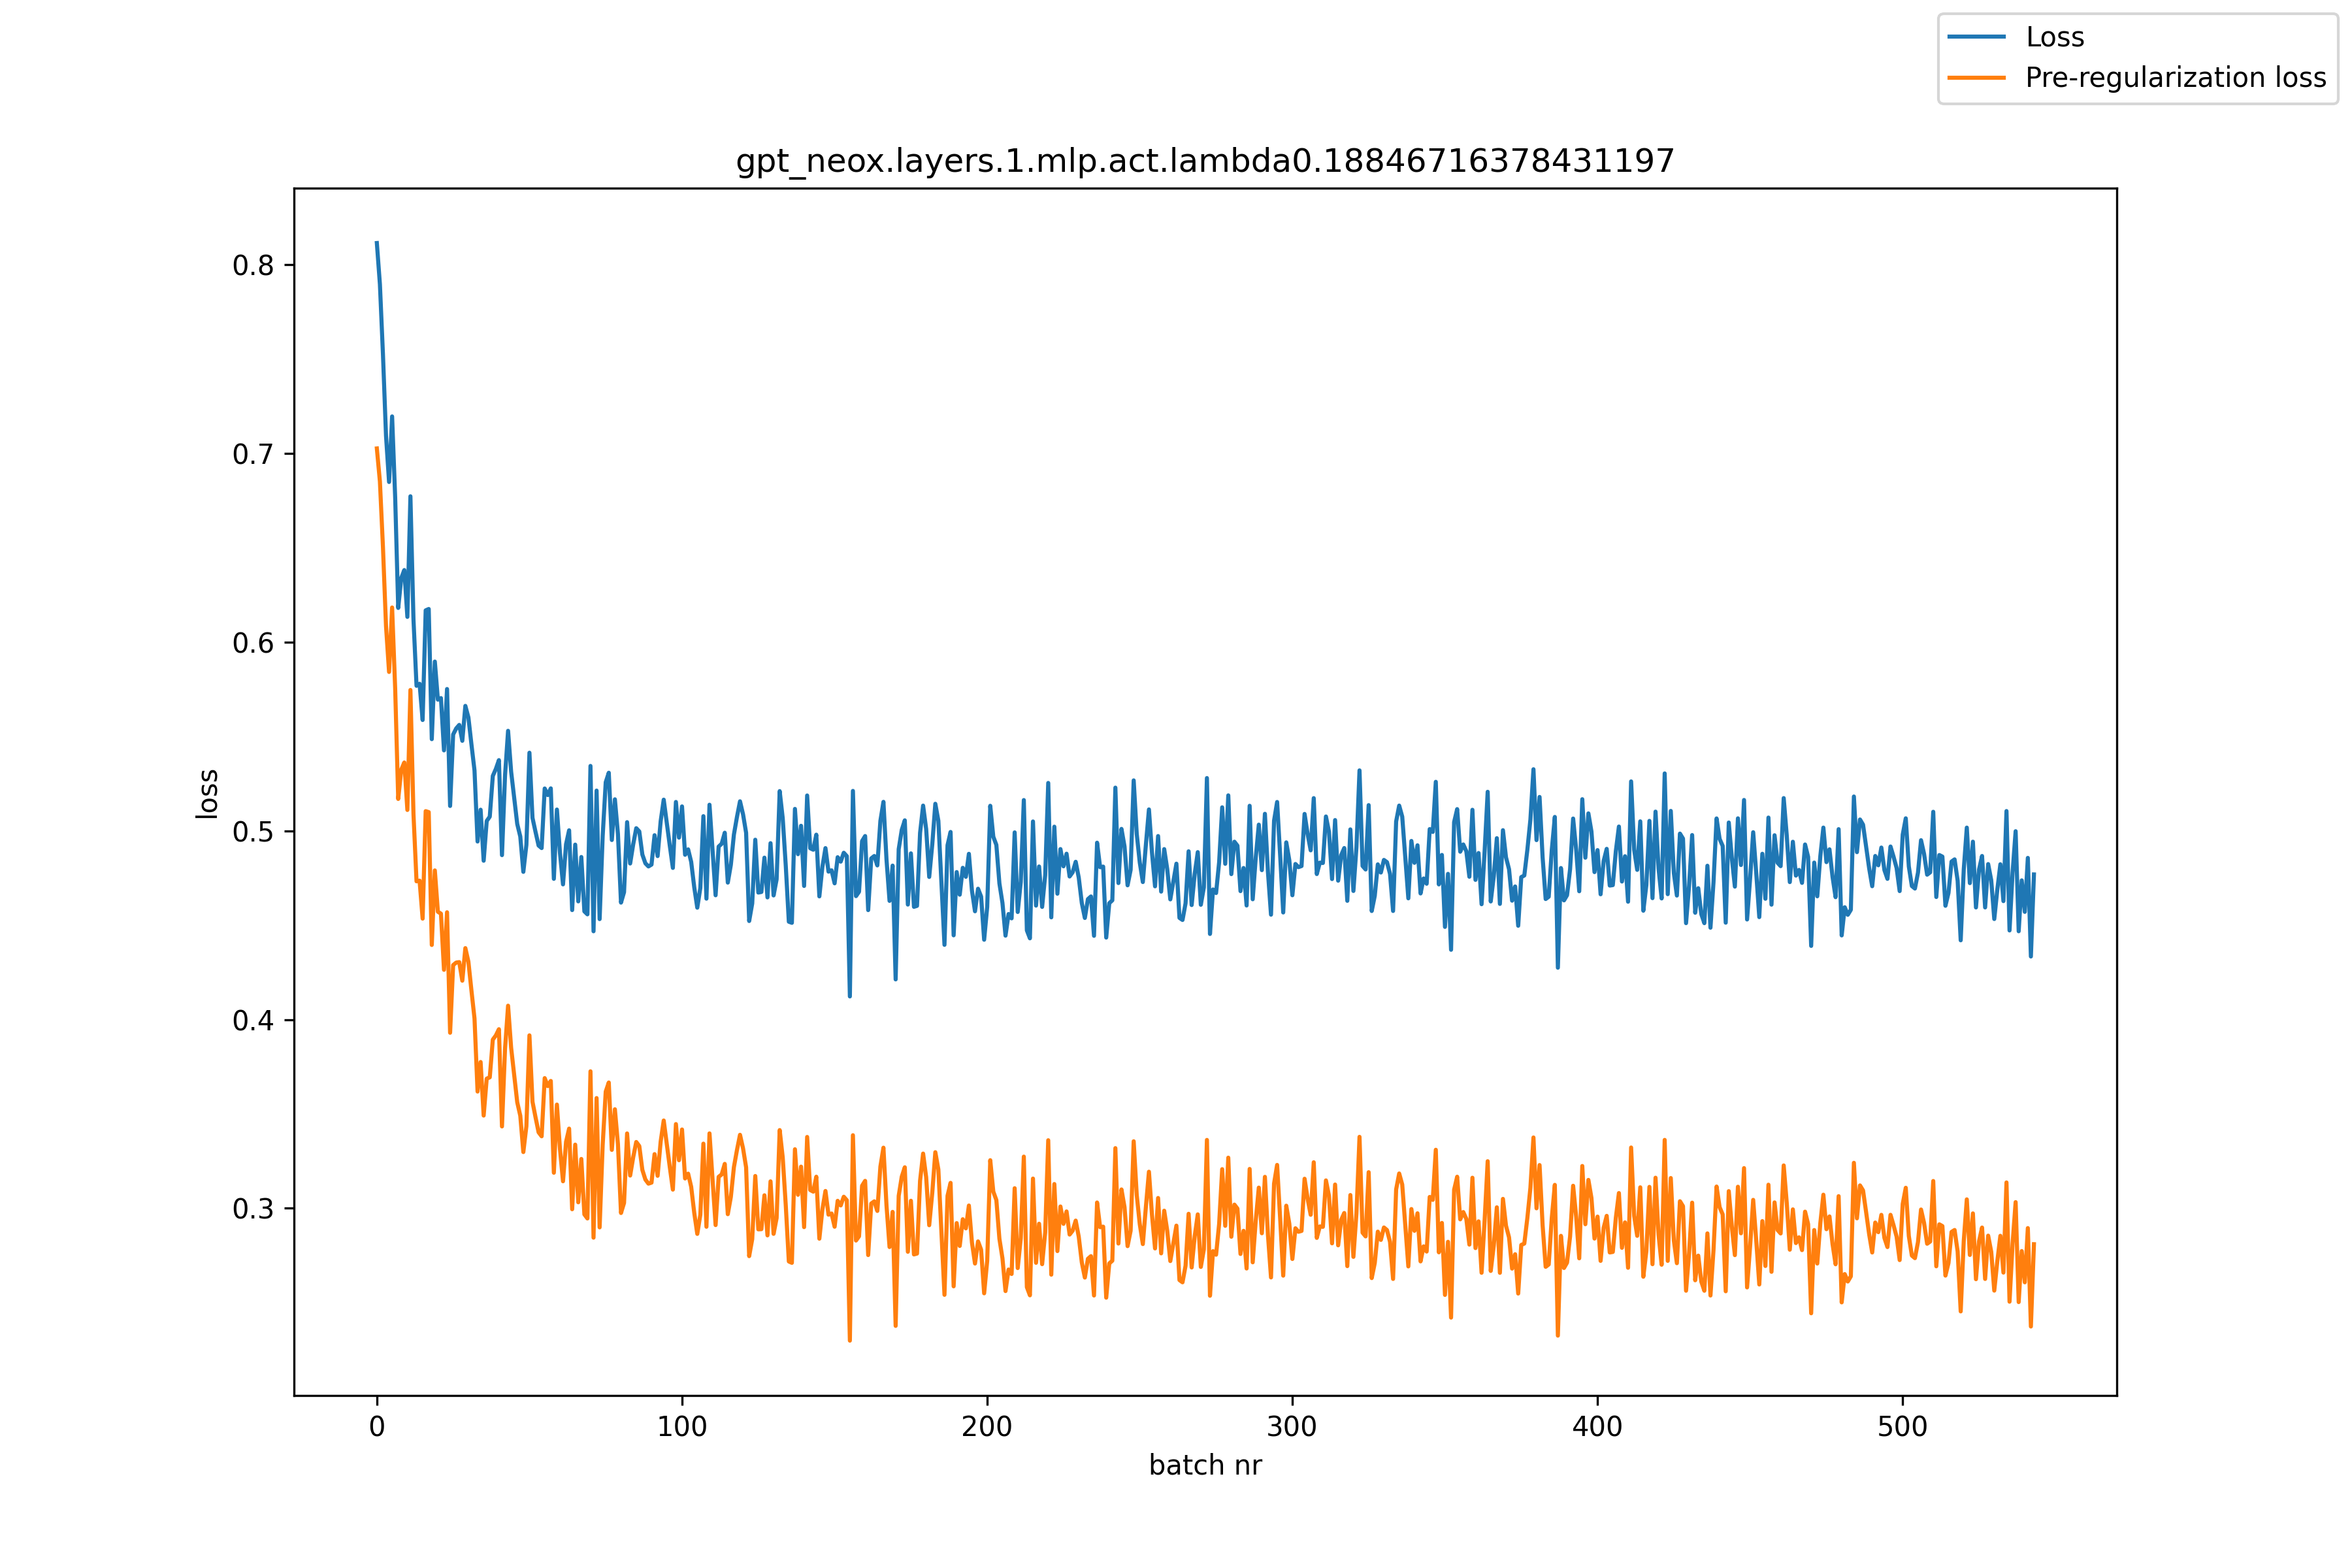 Loss
Pre-regularization loss
gpt_neox.layers.1.mlp.act.lambda0.18846716378431197
loss
0.8
0.7
0.6
0.5
0.4
0.3
0 100 200 300 400 500
batch nr